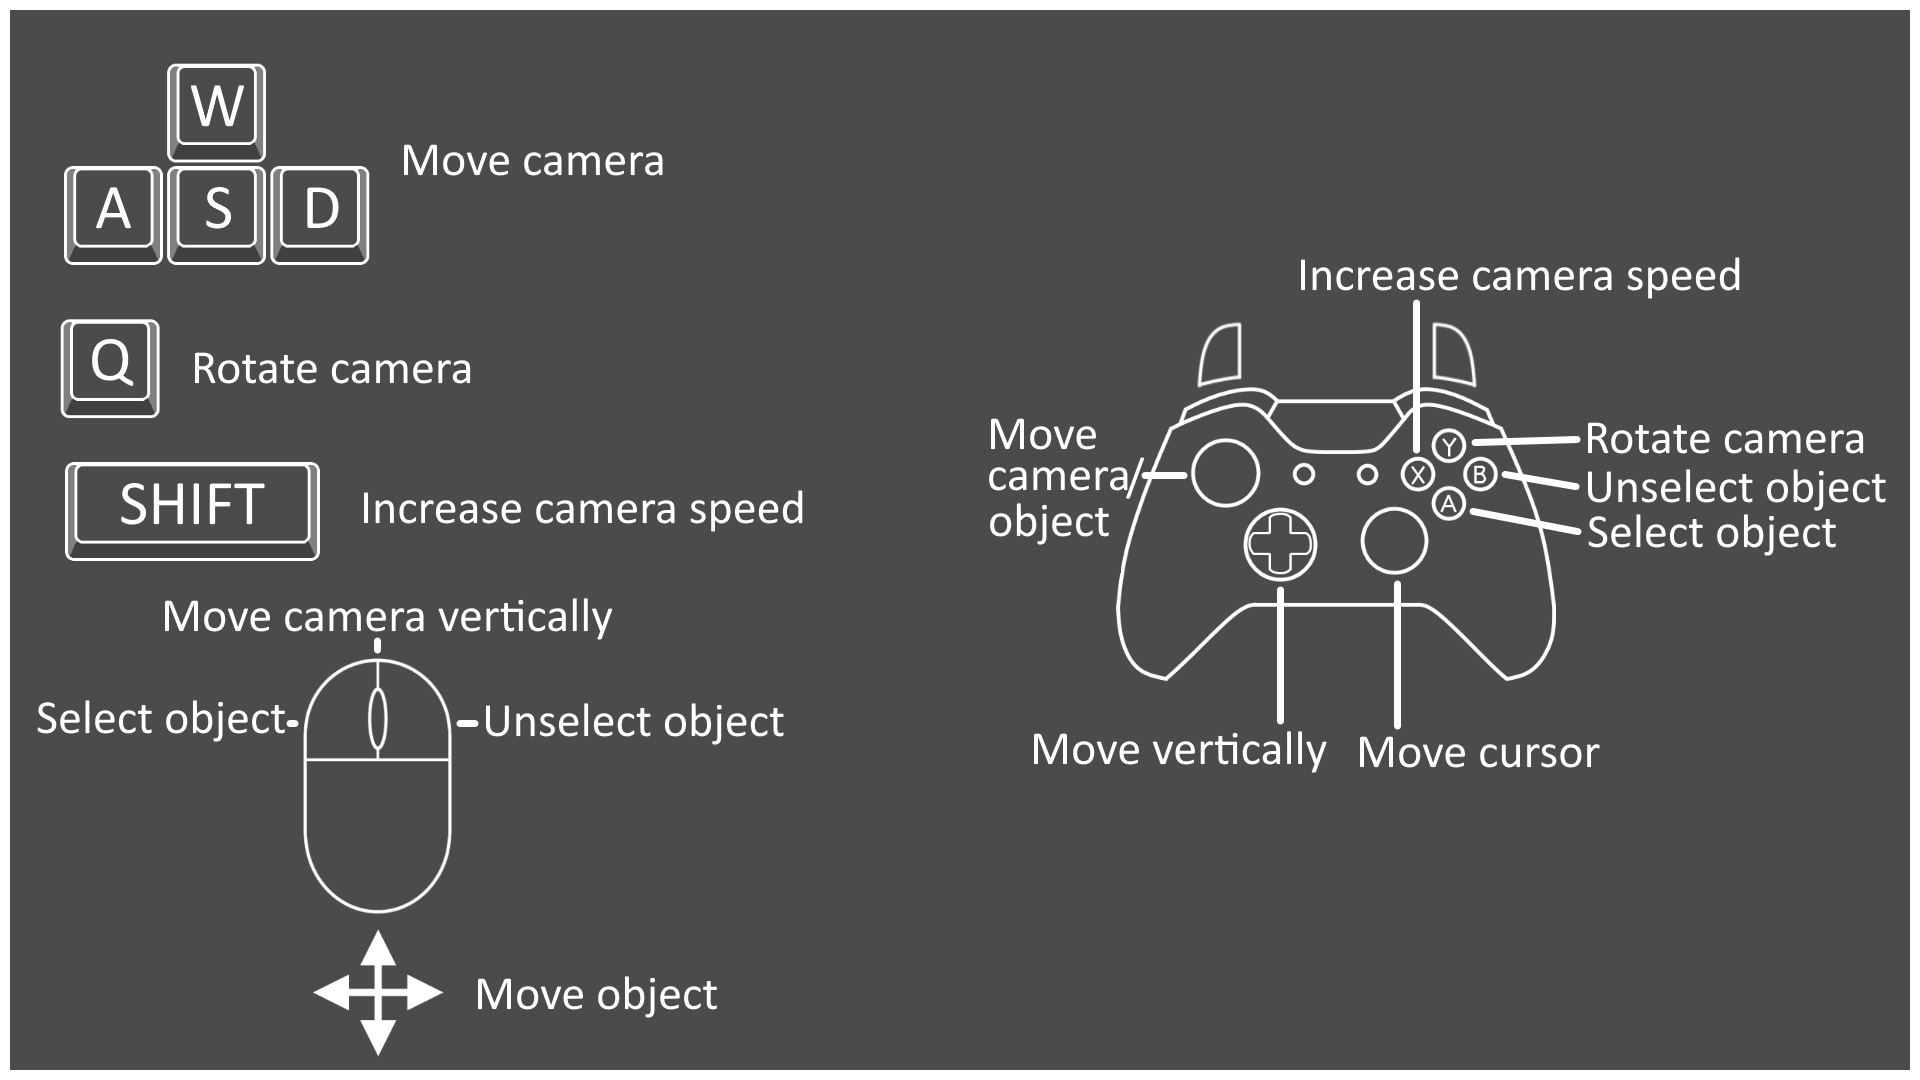 W
A S D
Move camera
Q
Rotate camera
SHIFT
Increase camera speed
Move camera vertically
Select object
Unselect object
Move object
Increase camera speed
Move
camera/
object
Y
X
B
A
Rotate camera
Unselect object
Select object
Move vertically
Move cursor